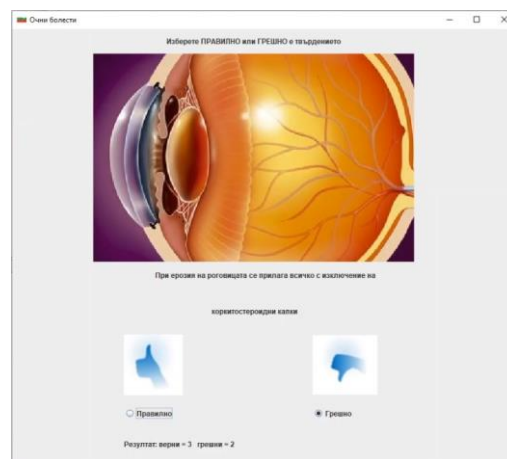 Очни болести
Изберете ПРАВИЛНО или ГРЕШНО е твърдението
При ерозия на роговицата се прилага всичко с изключение на
коркитостероидни капки
Правилно
Грешно
Резултат: верни = 3 грешни = 2